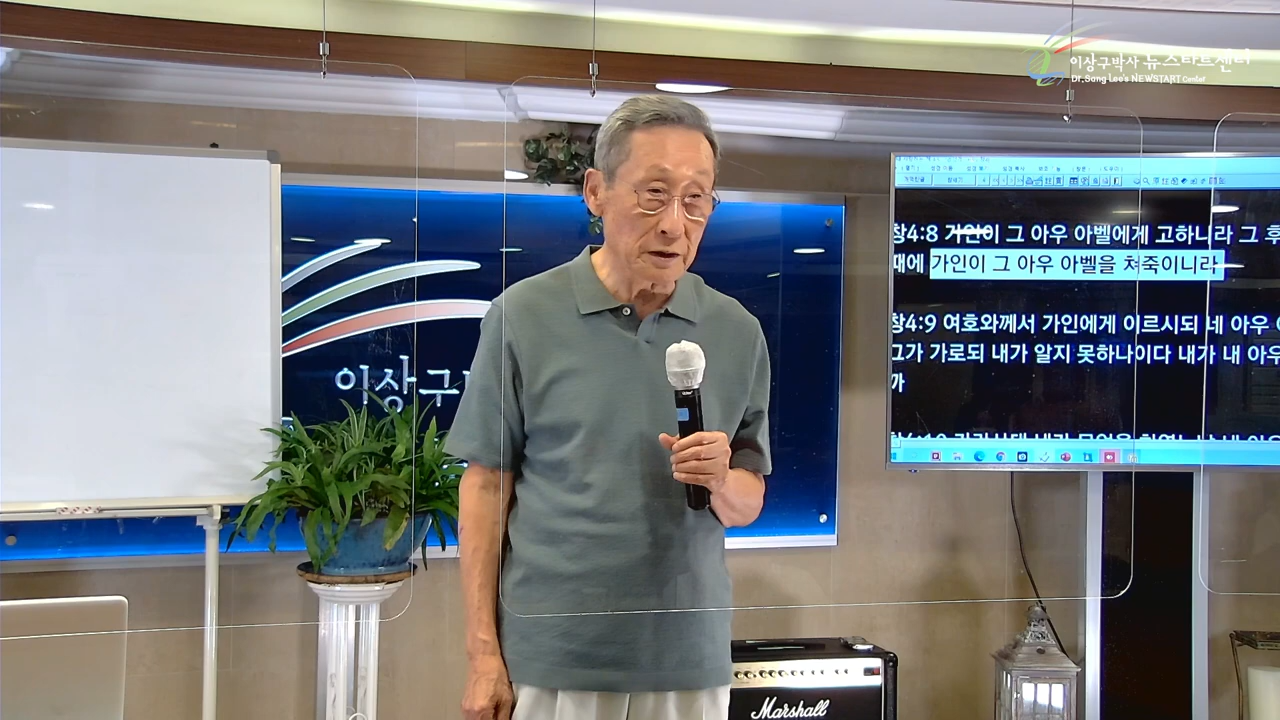 이상구박사 뉴스타트센터
Dr. Sang Lee's NEWSTART Center
창4:8 가인이 그 아우 아벨에게 고하니라 그 후
때에 가인이 그 아우 아벨을 쳐죽이니라
창4:9 여호와께서 가인에게 이르시되 네 아우
그가 가로되 내가 알지 못하나이다 내가 내 아우
까
이상구
Marshall